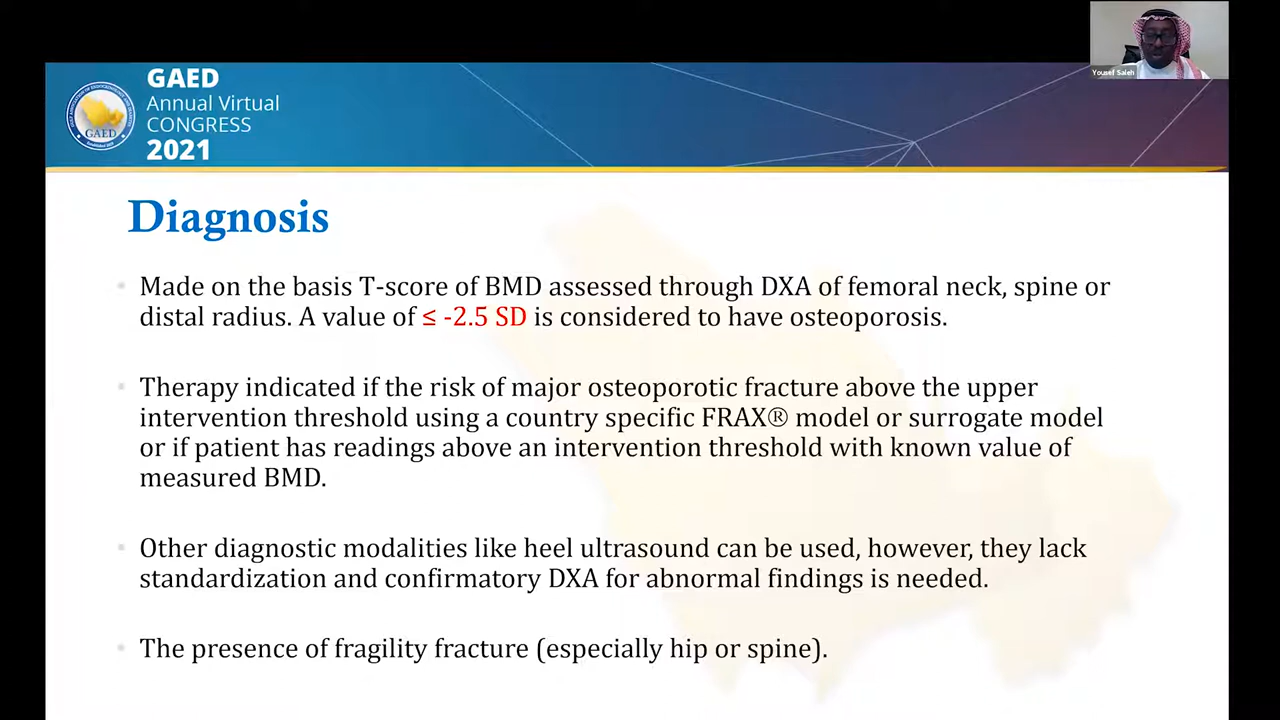 Yousef Saleh
GAED
Annual Virtual
CONGRESS
2021
GAED
Diagnosis
Made on the basis T-score of BMD assessed through DXA of femoral neck, spine or
distal radius. A value of ≤ -2.5 SD is considered to have osteoporosis.
Therapy indicated if the risk of major osteoporotic fracture above the upper
intervention threshold using a country specific FRAX® model or surrogate model
or if patient has readings above an intervention threshold with known value of
measured BMD.
Other diagnostic modalities like heel ultrasound can be used, however, they lack
standardization and confirmatory DXA for abnormal findings is needed.
The presence of fragility fracture (especially hip or spine).